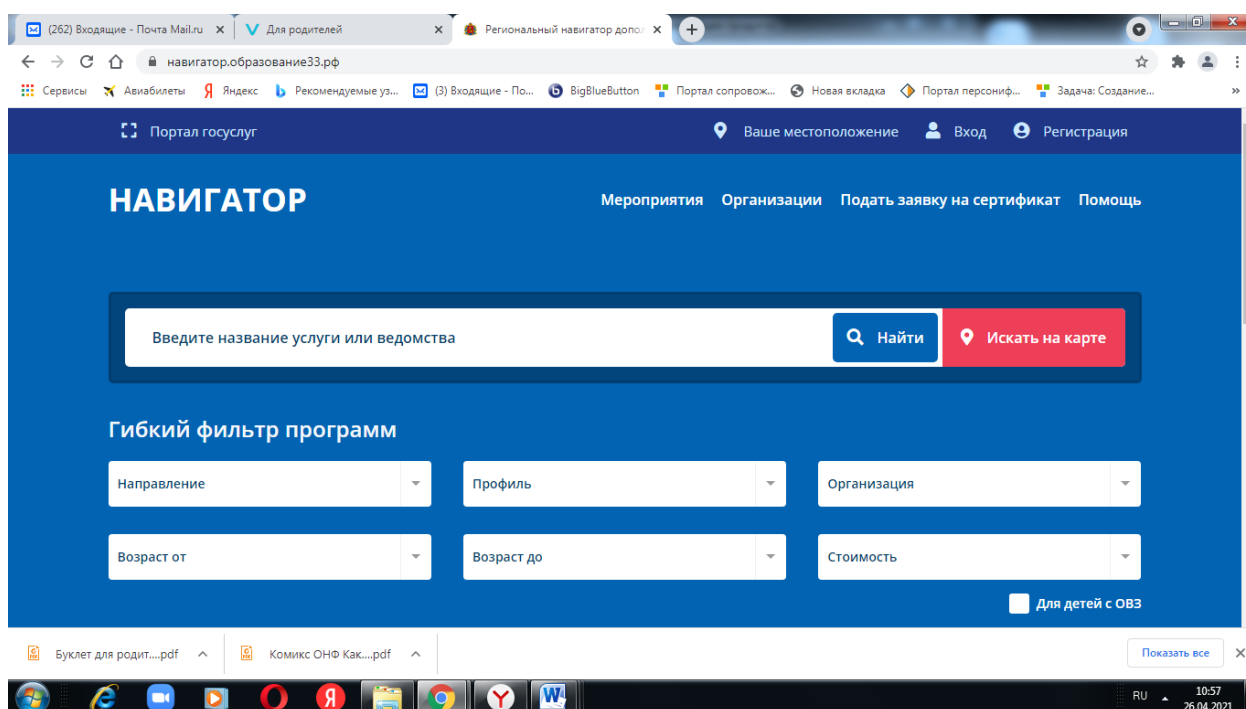 (262) Входящие - Почта Mail.ru
Для родителей
Региональный навигатор допол
навигатор.образование33.рф
Сервисы Авиабилеты Яндекс Рекомендуемые уз... (3) Входящие - По... BigBlueButton Портал сопровож... Новая вкладка Портал персониф... Задача: Создание... »
Портал госуслуг Ваше местоположение Вход Регистрация
НАВИГАТОР Мероприятия Организации Подать заявку на сертификат Помощь
Введите название услуги или ведомства Найти Искать на карте
Гибкий фильтр программ
Направление Профиль Организация
Возраст от Возраст до Стоимость
Для детей с ОВЗ
Буклет для родит....pdf Комикс ОНФ Как....pdf Показать все
RU 10:57
26.04.2021